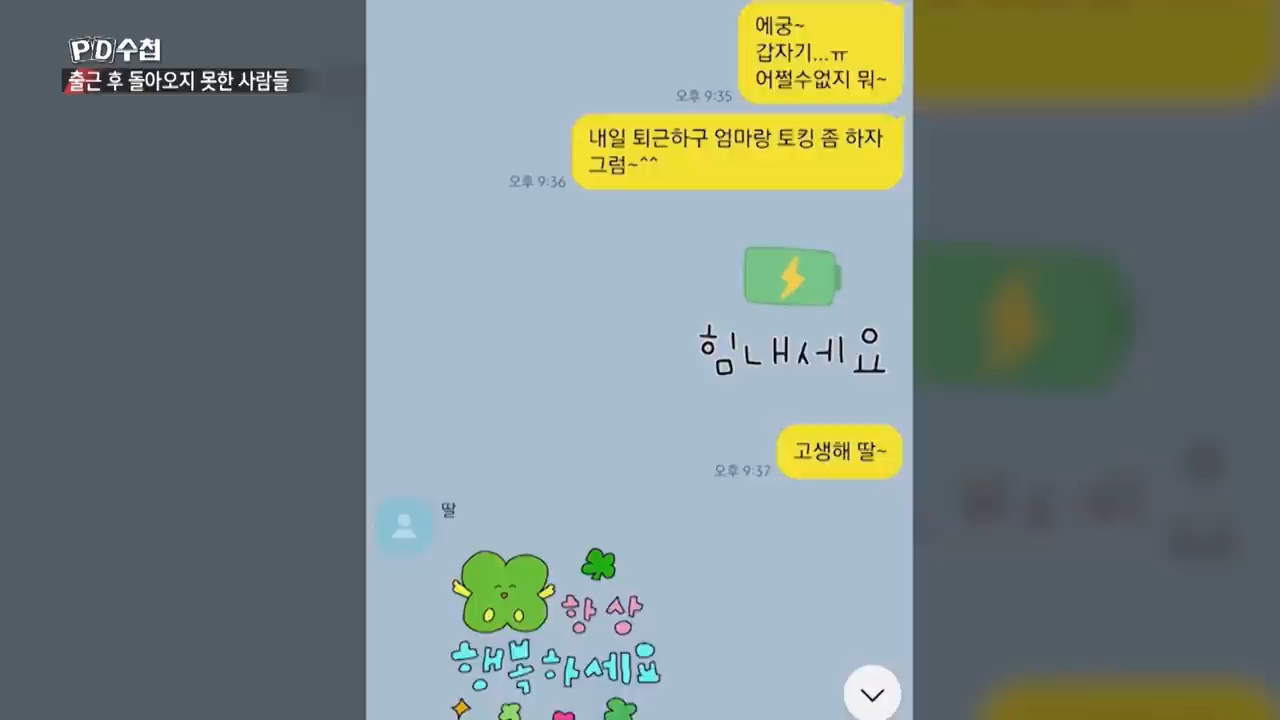 PD수첩
출근 후 돌아오지 못한 사람들
에궁~
갑자기...ㅠ
어쩔수없지 뭐~
오후 9:35
내일 퇴근하구 엄마랑 토킹 좀 하자
그럼~^^
오후 9:36
힘내세요
고생해 딸~
오후 9:37
딸
항상
행복하세요